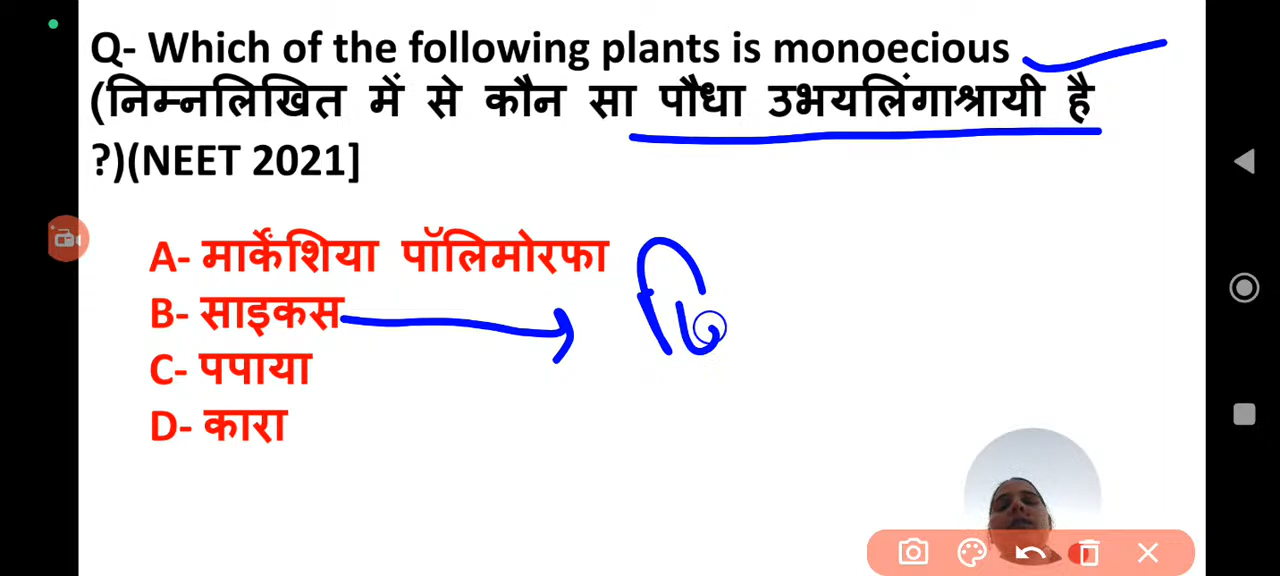 Q- Which of the following plants is monoecious
(निम्नलिखित में से कौन सा पौधा उभयलिंगाश्रायी है
?)(NEET 2021]
A- मार्केंशिया पॉलिमोरफा
B- साइकस
C- पपाया
D- कारा